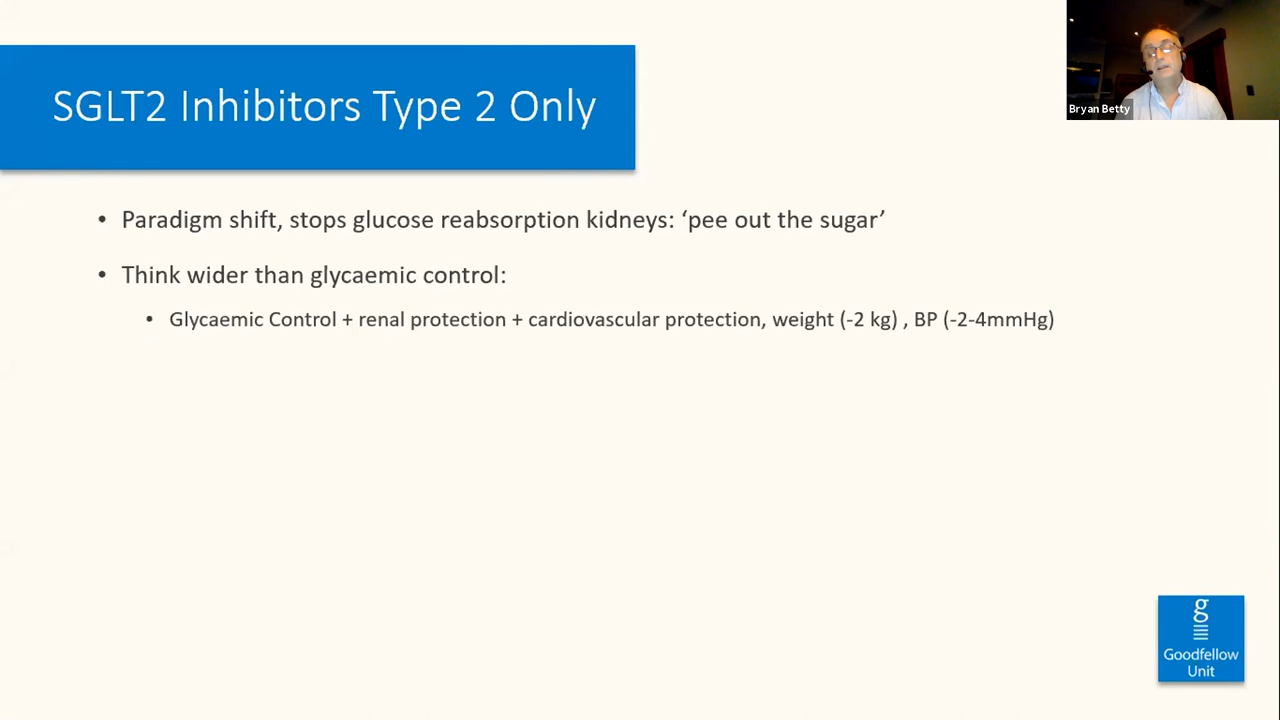 Bryan Betty
SGLT2 Inhibitors Type 2 Only
• Paradigm shift, stops glucose reabsorption kidneys: ‘pee out the sugar’
• Think wider than glycaemic control:
• Glycaemic Control + renal protection + cardiovascular protection, weight (-2 kg) , BP (-2-4mmHg)
g
Goodfellow
Unit